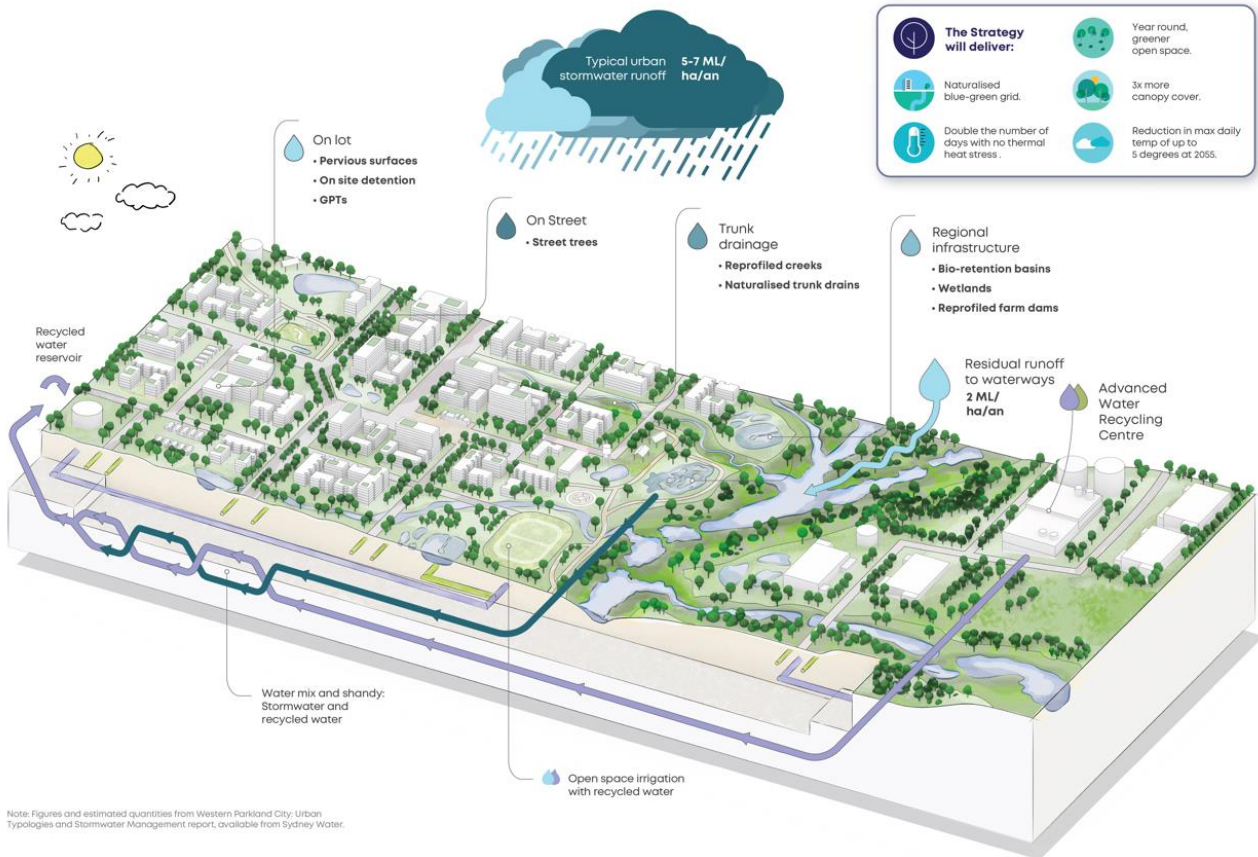 Typical urban
stormwater runoff
5-7 ML/
ha/an
The Strategy
will deliver:
Year round,
greener
open space.
Naturalised
blue-green grid.
3x more
canopy cover.
Double the number of
days with no thermal
heat stress .
Reduction in max daily
temp of up to
5 degrees at 2055.
On lot
• Pervious surfaces
• On site detention
• GPTs
On Street
• Street trees
Trunk
drainage
• Reprofiled creeks
• Naturalised trunk drains
Regional
infrastructure
• Bio-retention basins
• Wetlands
• Reprofiled farm dams
Recycled
water
reservoir
Residual runoff
to waterways
2 ML/
ha/an
Advanced
Water
Recycling
Centre
Water mix and shandy:
Stormwater and
recycled water
Open space irrigation
with recycled water
Note: Figures and estimated quantities from Western Parkland City: Urban
Typologies and Stormwater Management report, available from Sydney Water.